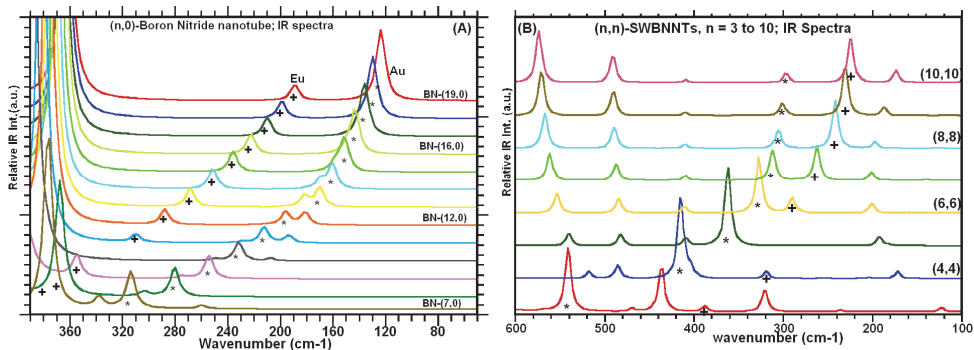 (n,0)-Boron Nitride nanotube; IR spectra (A)
Eu
Au
BN-(19.0)
BN-(16.0)
BN-(12.0)
BN-(7.0)
Relative IR Int.(a.u.)
360 320 280 240 200 160 120 80
Wavenumber (cm-1)
(B) (n,n)-SWBNNTs, n = 3 to 10; IR Spectra
(10,10)
(8,8)
(6,6)
(4,4)
Relative IR Int. (a.u.)
600 500 400 300 200 100
wavenumber (cm-1)